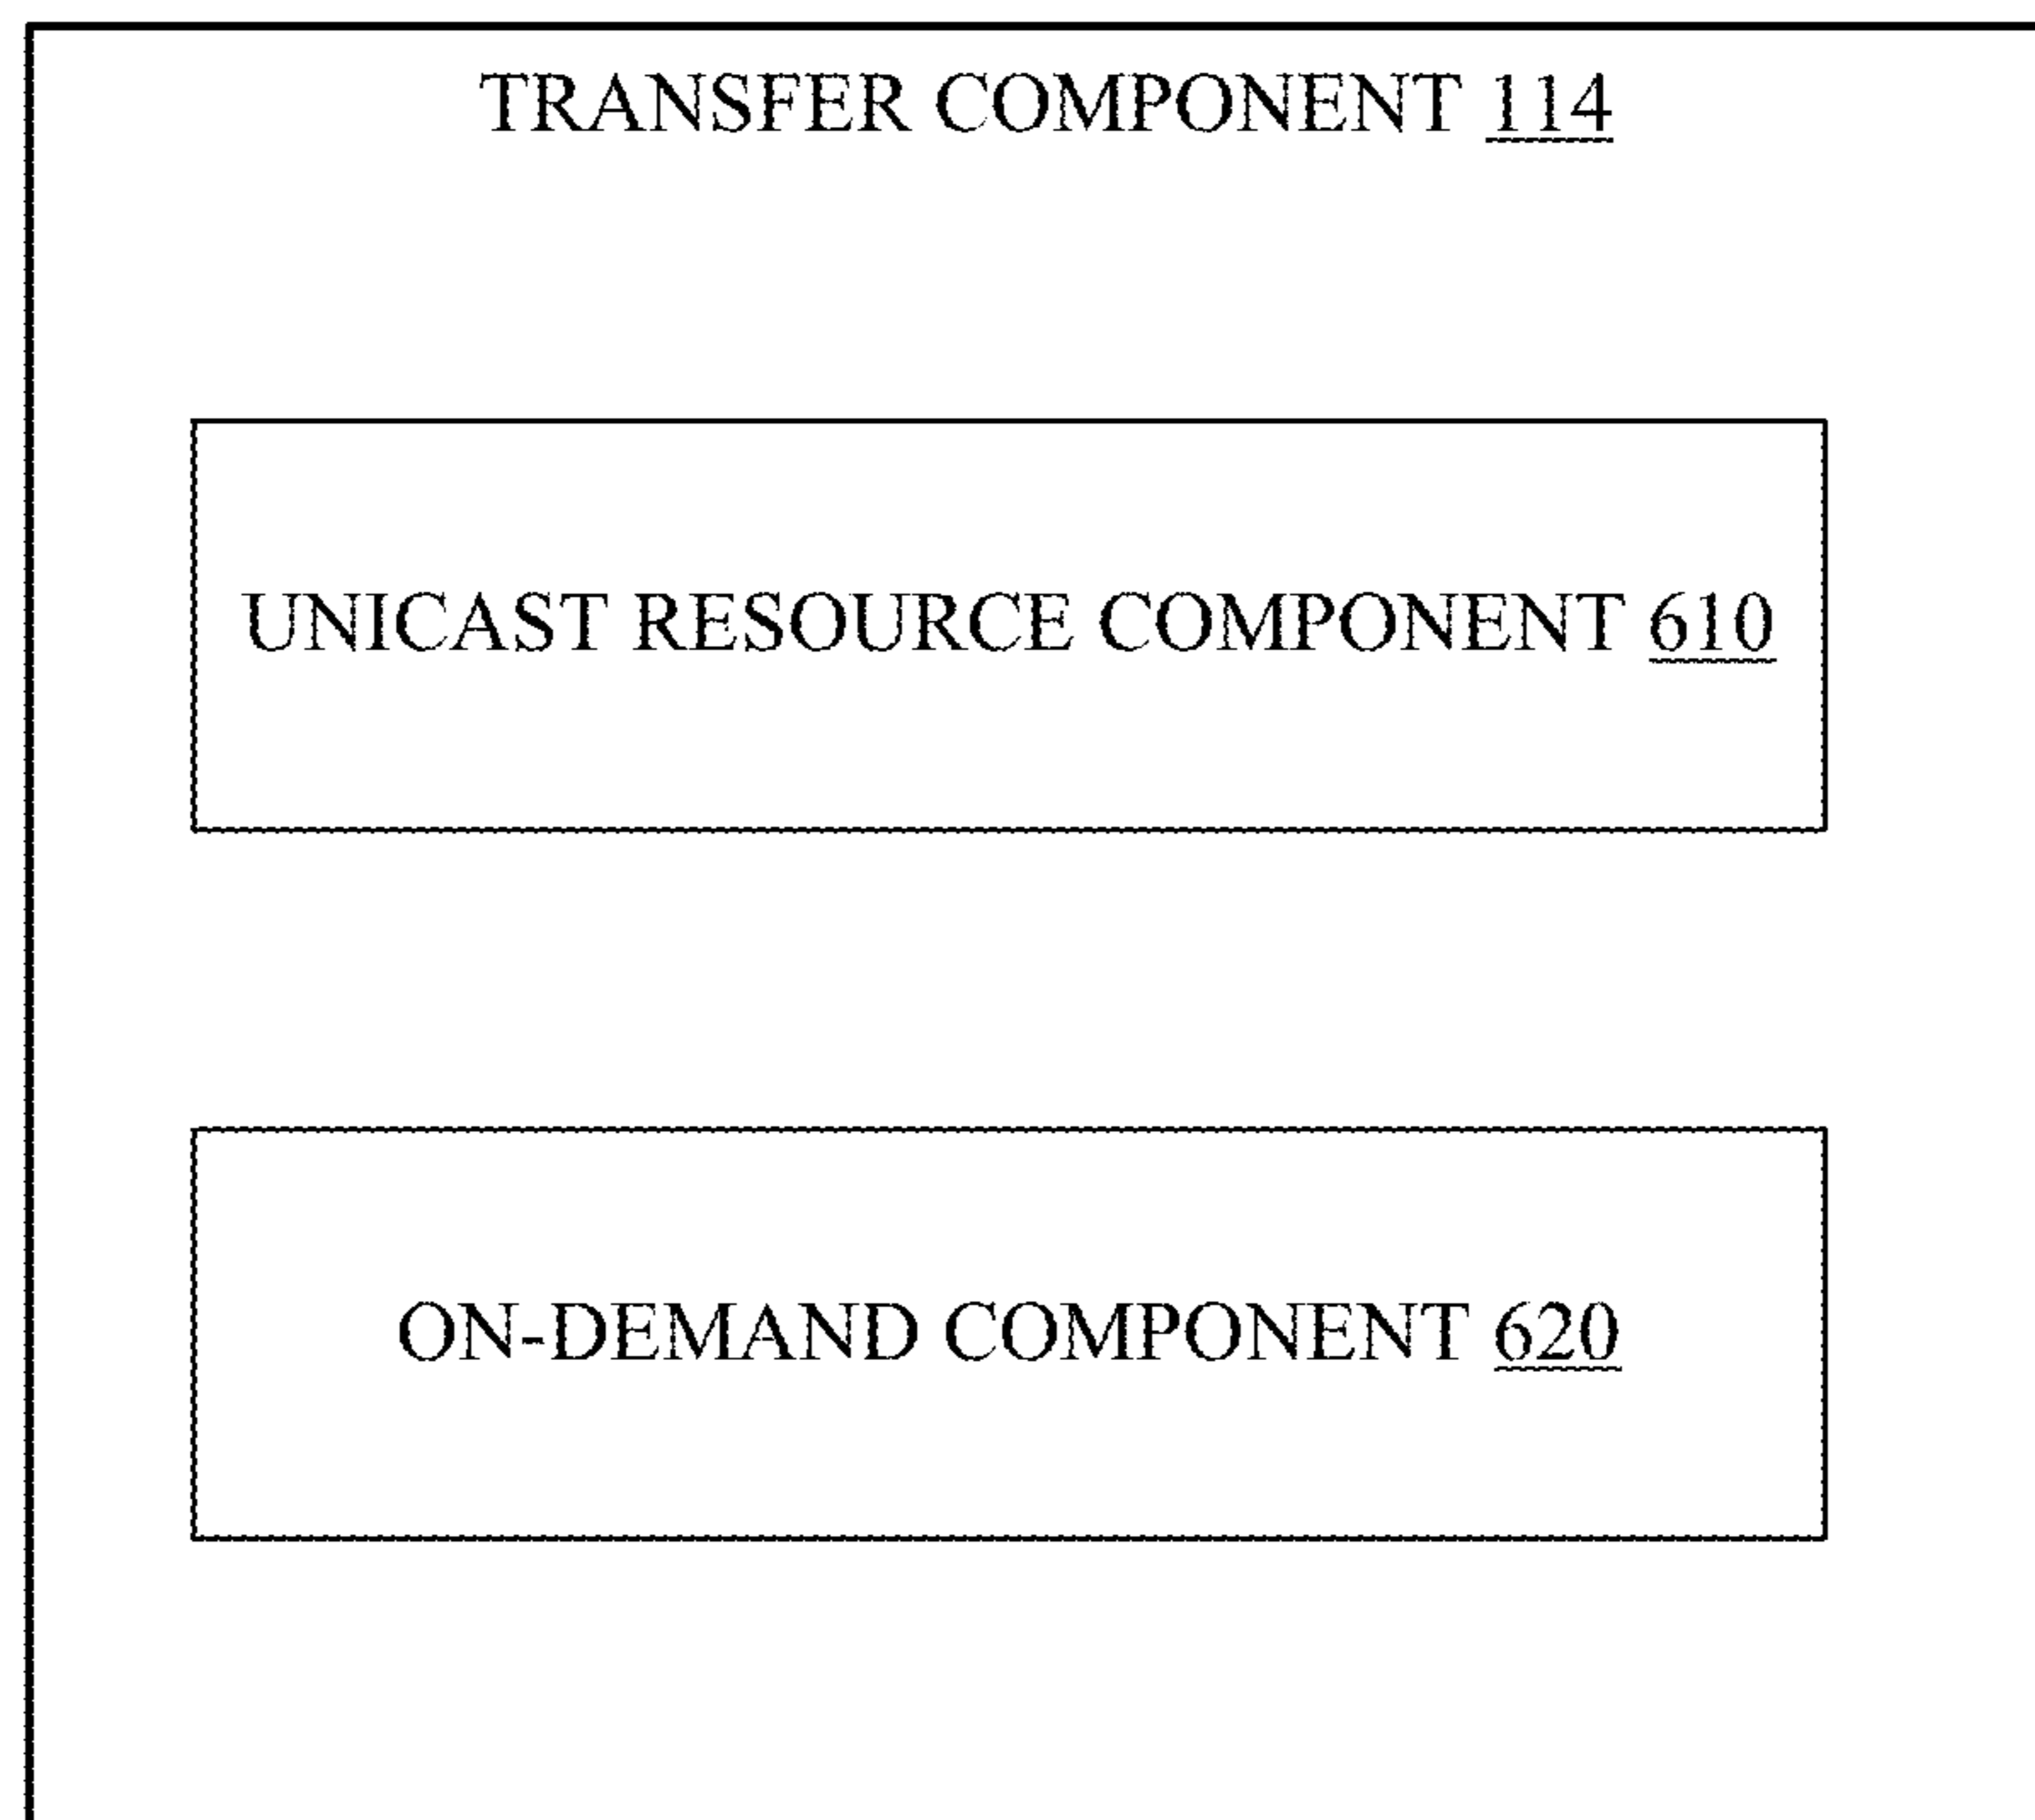 TRANSFER COMPONENT 114
UNICAST RESOURCE COMPONENT 610
ON-DEMAND COMPONENT 620